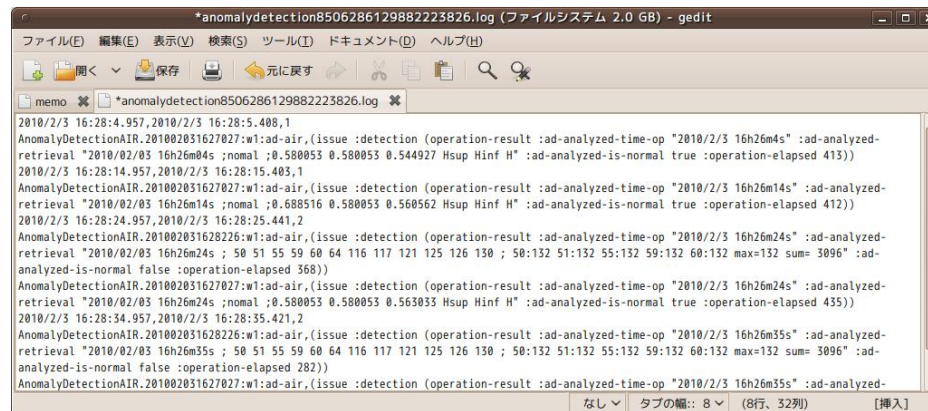 *anomalydetection8506286129882223826.log (ファイルシステム 2.0 GB) - gedit
ファイル(F) 編集(E) 表示(V) 検索(S) ツール(T) ドキュメント(D) ヘルプ(H)
開く 保存 元に戻す
memo *anomalydetection8506286129882223826.log
2010/2/3 16:28:4.957,2010/2/3 16:28:5.408,1
AnomalyDetectionAIR.201002031627027:w1:ad-air,(issue :detection (operation-result :ad-analyzed-time-op "2010/2/3 16h26m4s" :ad-analyzed-
retrieval "2010/02/03 16h26m04s ;nomal ;0.580053 0.580053 0.544927 Hsup Hinf H" :ad-analyzed-is-normal true :operation-elapsed 413))
2010/2/3 16:28:14.957,2010/2/3 16:28:15.403,1
AnomalyDetectionAIR.201002031627027:w1:ad-air,(issue :detection (operation-result :ad-analyzed-time-op "2010/2/3 16h26m14s" :ad-analyzed-
retrieval "2010/02/03 16h26m14s ;nomal ;0.688516 0.580053 0.560562 Hsup Hinf H" :ad-analyzed-is-normal true :operation-elapsed 412))
2010/2/3 16:28:24.957,2010/2/3 16:28:25.441,2
AnomalyDetectionAIR.201002031628226:w1:ad-air,(issue :detection (operation-result :ad-analyzed-time-op "2010/2/3 16h26m24s" :ad-analyzed-
retrieval "2010/02/03 16h26m24s ; 50 51 55 59 60 64 116 117 121 125 126 130 ; 50:132 51:132 55:132 59:132 60:132 max=132 sum= 3096" :ad-
analyzed-is-normal false :operation-elapsed 368))
AnomalyDetectionAIR.201002031627027:w1:ad-air,(issue :detection (operation-result :ad-analyzed-time-op "2010/2/3 16h26m24s" :ad-analyzed-
retrieval "2010/02/03 16h26m24s ;nomal ;0.580053 0.580053 0.563033 Hsup Hinf H" :ad-analyzed-is-normal true :operation-elapsed 435))
2010/2/3 16:28:34.957,2010/2/3 16:28:35.421,2
AnomalyDetectionAIR.201002031628226:w1:ad-air,(issue :detection (operation-result :ad-analyzed-time-op "2010/2/3 16h26m35s" :ad-analyzed-
retrieval "2010/02/03 16h26m35s ; 50 51 55 59 60 64 116 117 121 125 126 130 ; 50:132 51:132 55:132 59:132 60:132 max=132 sum= 3096" :ad-
analyzed-is-normal false :operation-elapsed 282))
AnomalyDetectionAIR.201002031627027:w1:ad-air,(issue :detection (operation-result :ad-analyzed-time-op "2010/2/3 16h26m35s" :ad-analyzed-
なし タブの幅:: 8 (8行、32列) [挿入]